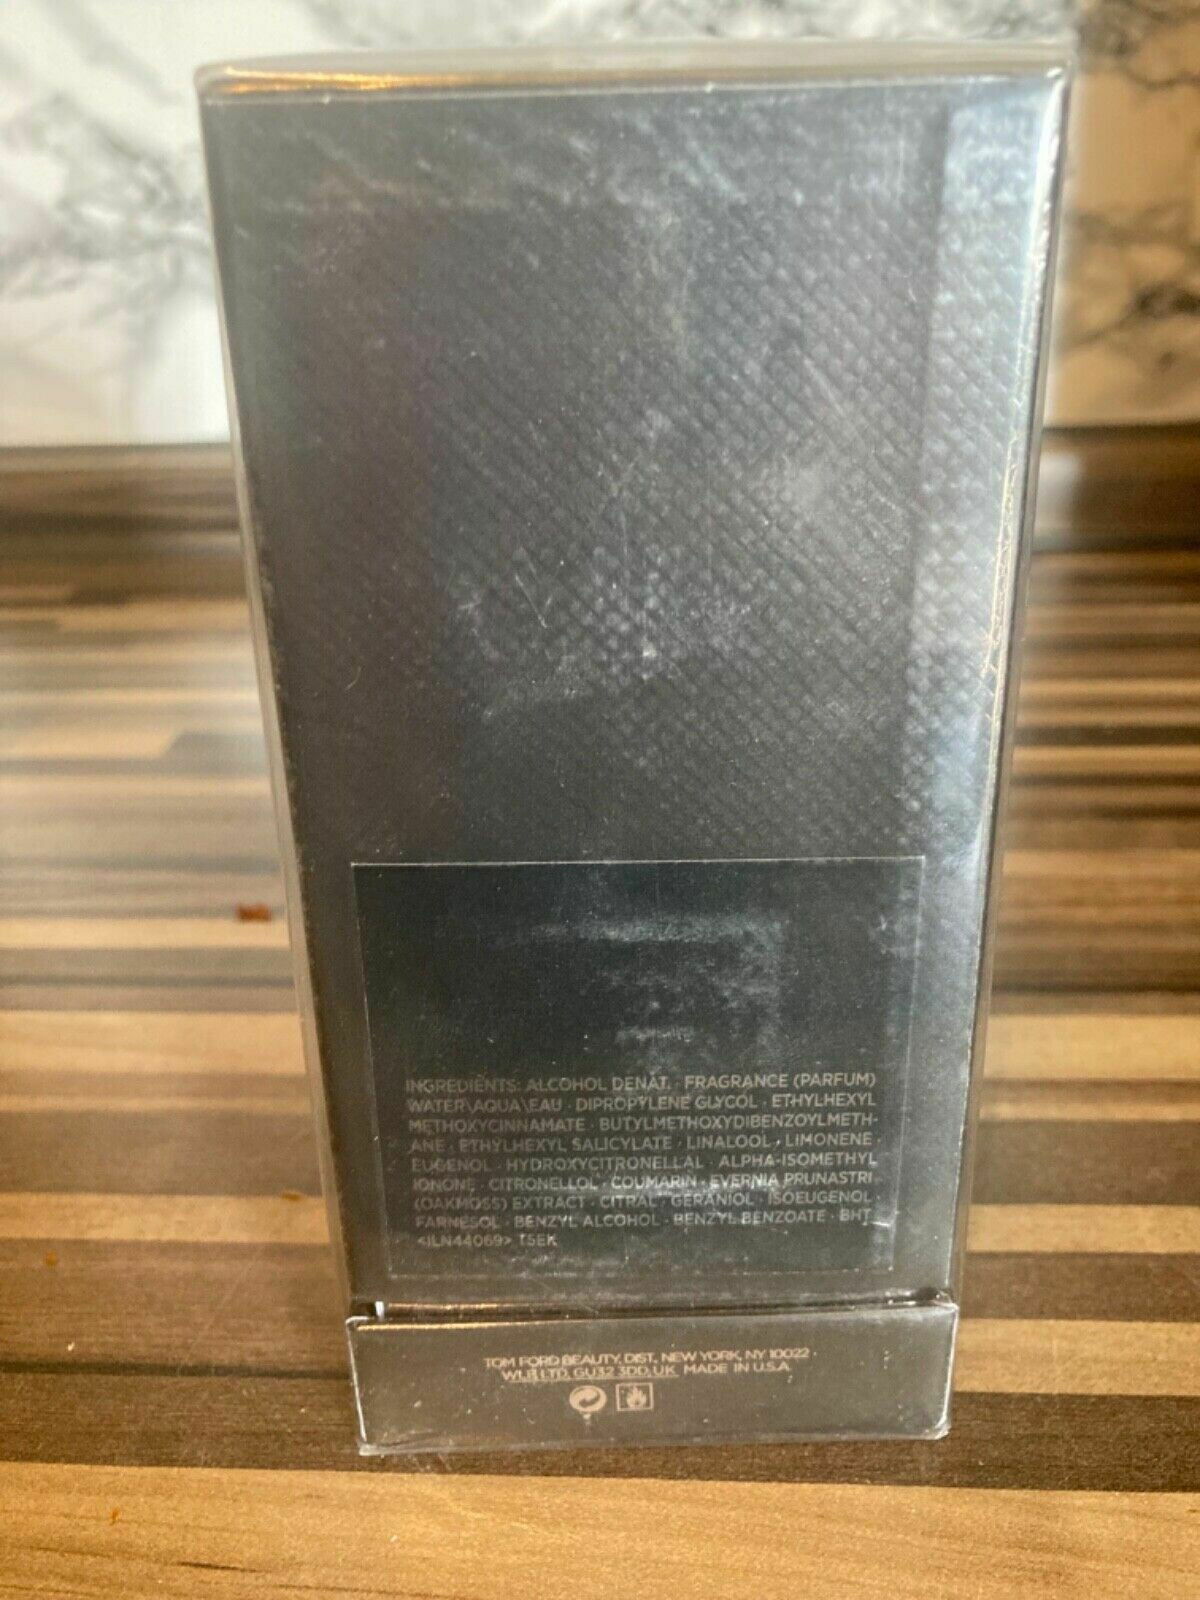 INGREDIENTS: ALCOHOL DENAT. · FRAGRANCE (PARFUM)
WATER\AQUA\EAU · DIPROPYLENE GLYCOL · ETHYLHEXYL
METHOXYCINNAMATE · BUTYLMETHOXYDIBENZOYLMETH-
ANE · ETHYLHEXYL SALICYLATE · LINALOOL · LIMONENE ·
EUGENOL · HYDROXYCITRONELLAL · ALPHA-ISOMETHYL
IONONE · CITRONELLOL · COUMARIN · EVERNIA PRUNASTRI
(OAKMOSS) EXTRACT · CITRAL · GERANIOL · ISOEUGENOL ·
FARNESOL · BENZYL ALCOHOL · BENZYL BENZOATE · BHT
<ILN44069> T5EK
TOM FORD BEAUTY, DIST., NEW YORK, NY 10022 ·
LTD, GU32 3DD, UK MADE IN U.S.A.